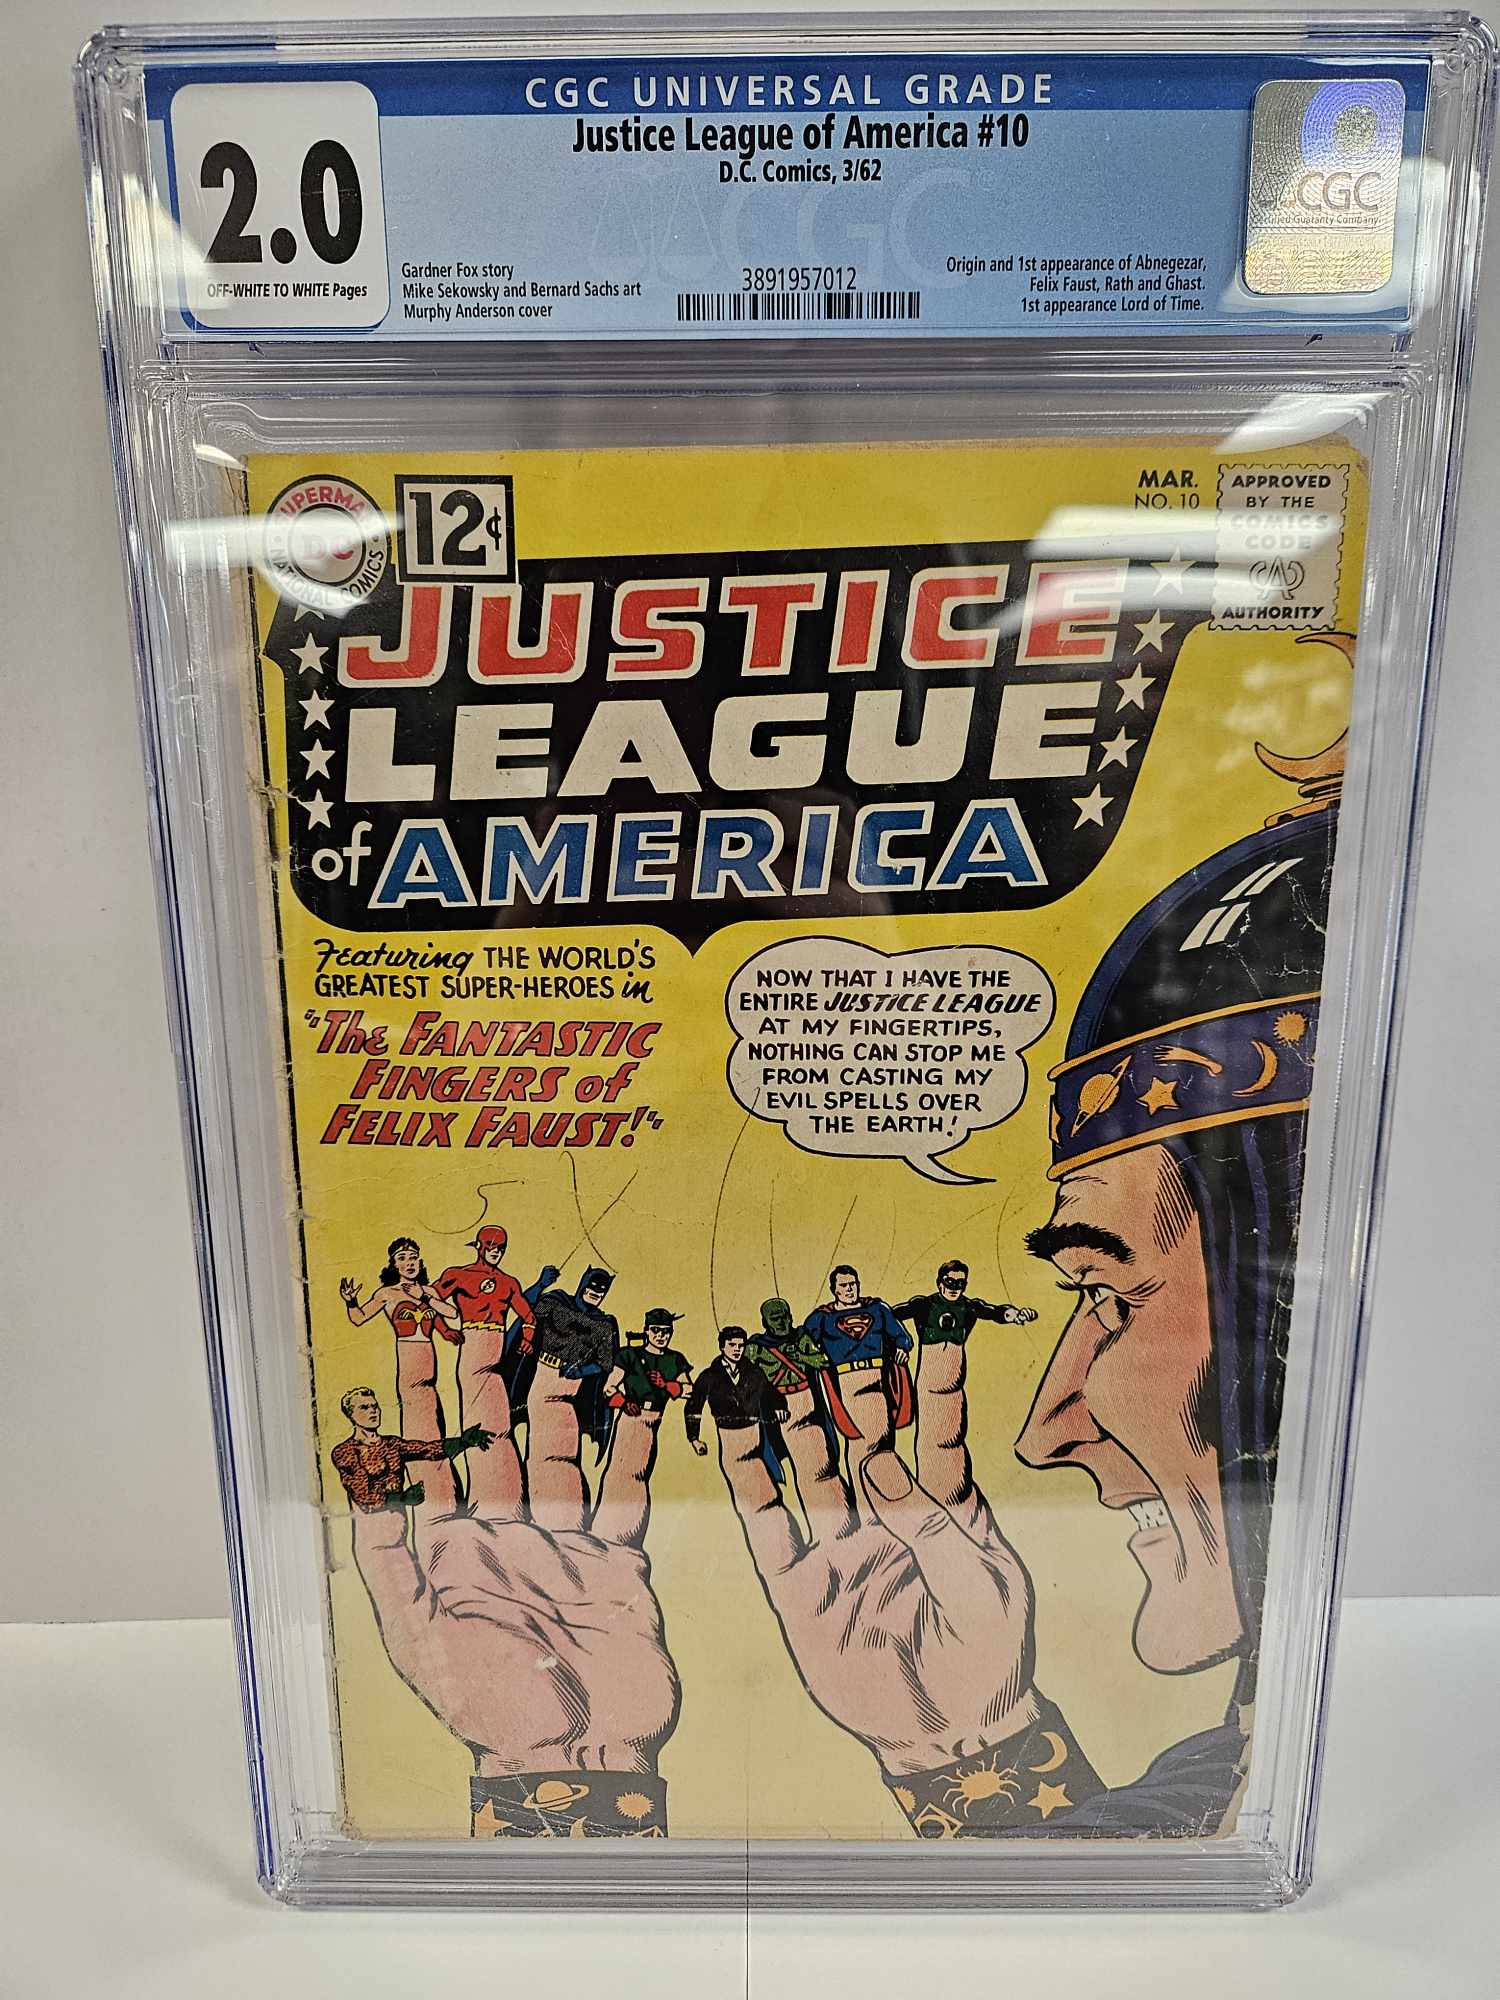 CGC UNIVERSAL GRADE
Justice League of America #10
D.C. Comics, 3/62
2.0
OFF-WHITE TO WHITE Pages
Gardner Fox story
Mike Sekowsky and Bernard Sachs art
Murphy Anderson cover
3891957012
Origin and 1st appearance of Abnegezar,
Felix Faust, Rath and Ghast.
1st appearance Lord of Time.
CGC
Certified Guaranty Company
CGC
SUPERMAN
DC
NATIONAL COMICS
12¢
MAR.
NO. 10
APPROVED
BY THE
COMICS
CODE
CA
AUTHORITY
JUSTICE
LEAGUE
of AMERICA
Featuring THE WORLD'S
GREATEST SUPER-HEROES in
"The FANTASTIC
FINGERS of
FELIX FAUST!"
NOW THAT I HAVE THE
ENTIRE JUSTICE LEAGUE
AT MY FINGERTIPS,
NOTHING CAN STOP ME
FROM CASTING MY
EVIL SPELLS OVER
THE EARTH!